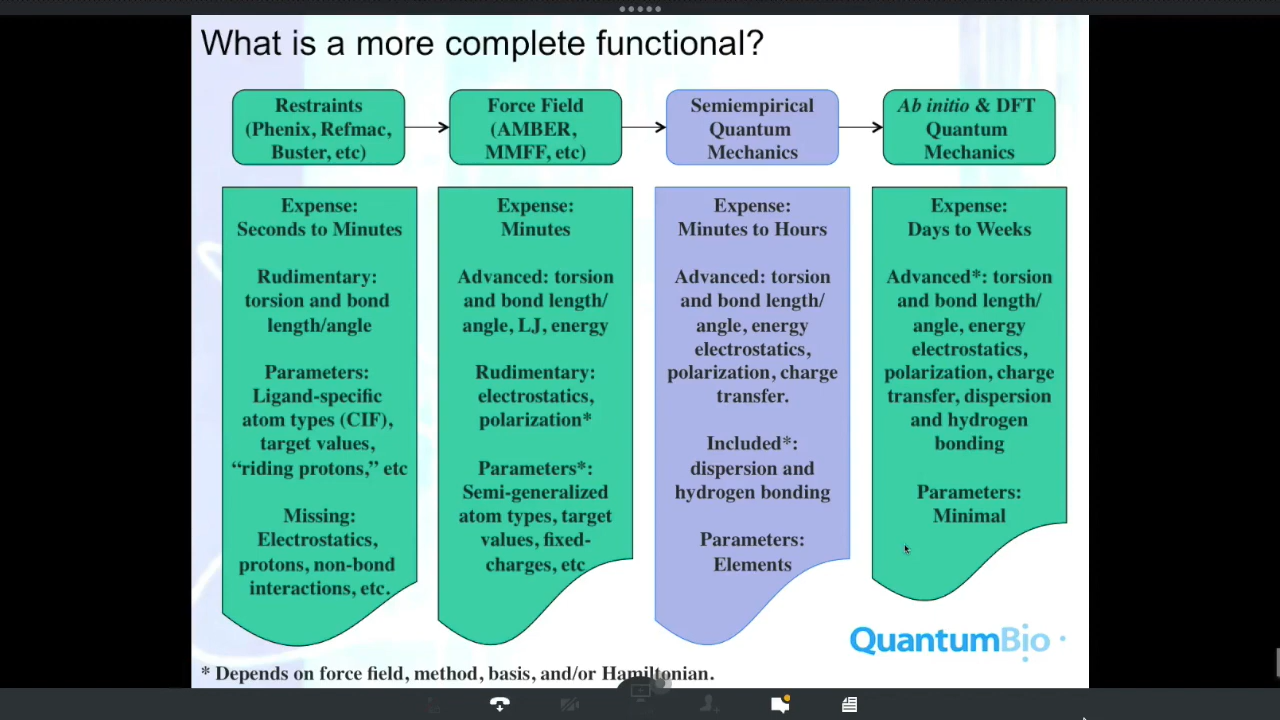 What is a more complete functional?
Restraints
(Phenix, Refmac,
Buster, etc)
Force Field
(AMBER,
MMFF, etc)
Semiempirical
Quantum
Mechanics
Ab initio & DFT
Quantum
Mechanics
Expense:
Seconds to Minutes
Rudimentary:
torsion and bond
length/angle
Parameters:
Ligand-specific
atom types (CIF),
target values,
“riding protons,” etc
Missing:
Electrostatics,
protons, non-bond
interactions, etc.
Expense:
Minutes
Advanced: torsion
and bond length/
angle, LJ, energy
Rudimentary:
electrostatics,
polarization*
Parameters*:
Semi-generalized
atom types, target
values, fixed-
charges, etc
Expense:
Minutes to Hours
Advanced: torsion
and bond length/
angle, energy
electrostatics,
polarization, charge
transfer.
Included*:
dispersion and
hydrogen bonding
Parameters:
Elements
Expense:
Days to Weeks
Advanced*: torsion
and bond length/
angle, energy
electrostatics,
polarization, charge
transfer, dispersion
and hydrogen
bonding
Parameters:
Minimal
QuantumBio
* Depends on force field, method, basis, and/or Hamiltonian.